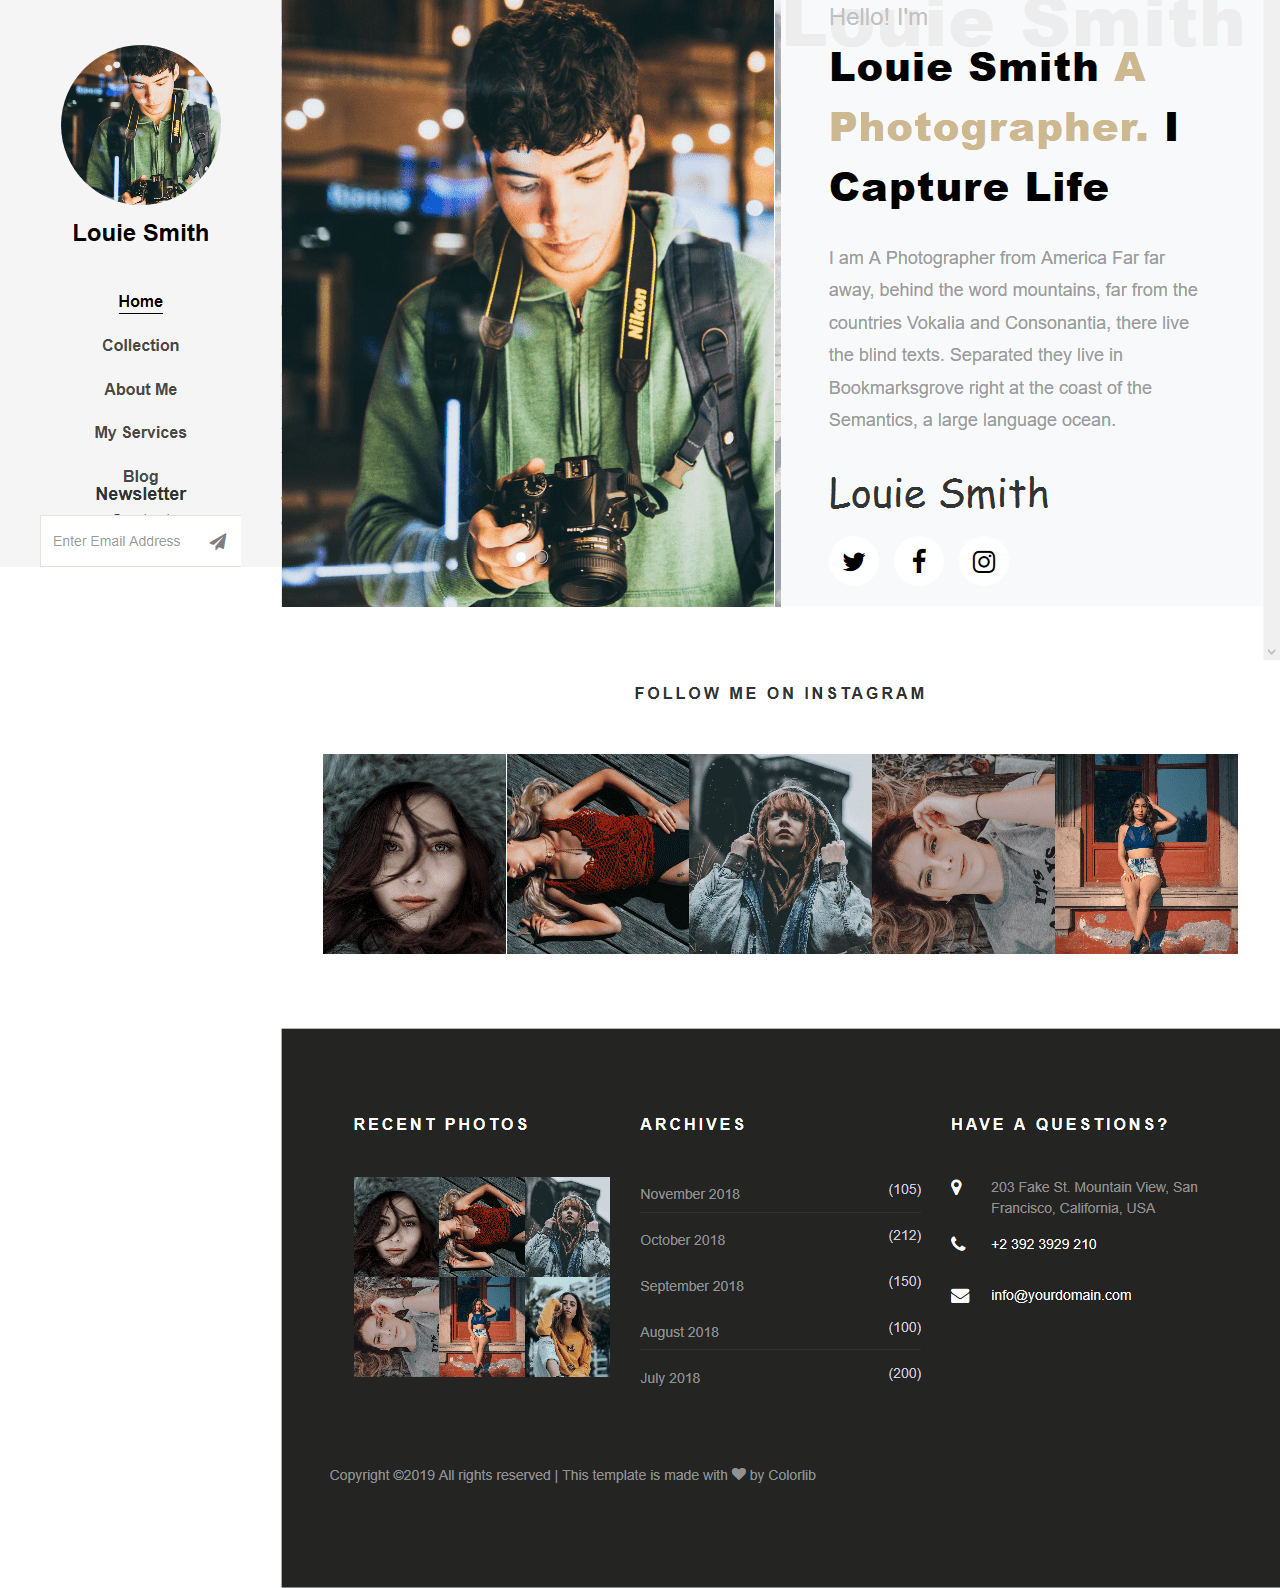 Louie Smith
Home
Collection
About Me
My Services
Blog
Newsletter
Enter Email Address
Nikon
Louie Smith
Hello! I'm
Louie Smith A
Photographer. I
Capture Life
I am A Photographer from America Far far
away, behind the word mountains, far from the
countries Vokalia and Consonantia, there live
the blind texts. Separated they live in
Bookmarksgrove right at the coast of the
Semantics, a large language ocean.
Louie Smith
FOLLOW ME ON INSTAGRAM
IT'S
RECENT PHOTOS
ARCHIVES
November 2018 (105)
October 2018 (212)
September 2018 (150)
August 2018 (100)
July 2018 (200)
HAVE A QUESTIONS?
203 Fake St. Mountain View, San
Francisco, California, USA
+2 392 3929 210
info@yourdomain.com
Copyright ©2019 All rights reserved | This template is made with by Colorlib